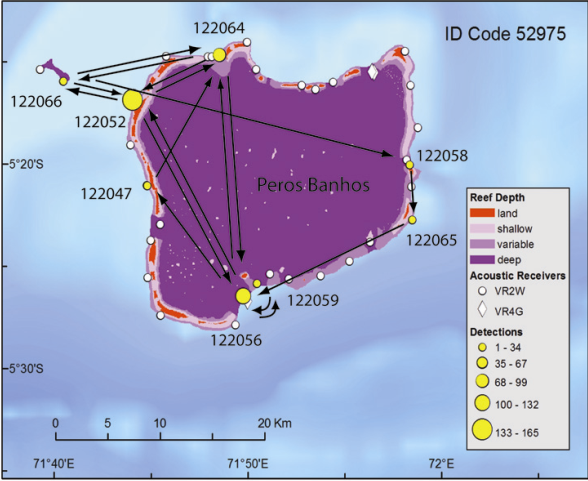 ID Code 52975
122064
122066
122052
122058
5°20'S
Peros Banhos
122047
122065
122059
122056
5°30'S
Reef Depth
land
shallow
variable
deep
Acoustic Receivers
VR2W
VR4G
Detections
1 - 34
35 - 67
68 - 99
100 - 132
133 - 165
0 5 10 20 Km
71°40'E 71°50'E 72°E